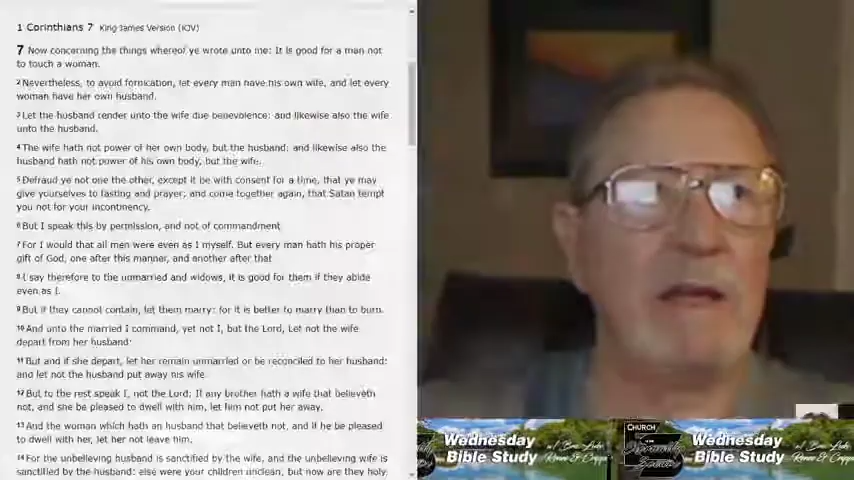 1 Corinthians 7 King James Version (KJV)
7 Now concerning the things whereof ye wrote unto me: It is good for a man not
to touch a woman.
2 Nevertheless, to avoid fornication, let every man have his own wife, and let every
woman have her own husband.
3 Let the husband render unto the wife due benevolence: and likewise also the wife
unto the husband.
4 The wife hath not power of her own body, but the husband: and likewise also the
husband hath not power of his own body, but the wife.
5 Defraud ye not one the other, except it be with consent for a time, that ye may
give yourselves to fasting and prayer; and come together again, that Satan tempt
you not for your incontinency.
6 But I speak this by permission, and not of commandment
7 For I would that all men were even as I myself. But every man hath his proper
gift of God, one after this manner, and another after that
8 I say therefore to the unmarried and widows, it is good for them if they abide
even as I.
9 But if they cannot contain, let them marry: for it is better to marry than to burn.
10 And unto the married I command, yet not I, but the Lord, Let not the wife
depart from her husband:
11 But and if she depart, let her remain unmarried or be reconciled to her husband:
and let not the husband put away his wife.
12 But to the rest speak I, not the Lord: If any brother hath a wife that believeth
not, and she be pleased to dwell with him, let him not put her away.
13 And the woman which hath an husband that believeth not, and if he be pleased
to dwell with her, let her not leave him.
14 For the unbelieving husband is sanctified by the wife, and the unbelieving wife is
sanctified by the husband: else were your children unclean, but now are they holy.
Wednesday
Bible Study
CHURCH
Wednesday
Bible Study